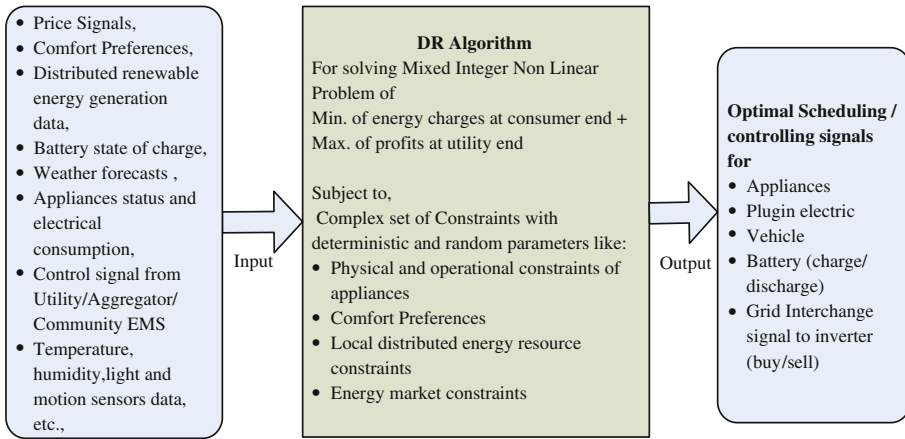 • Price Signals,
• Comfort Preferences,
• Distributed renewable
energy generation
data,
• Battery state of charge,
• Weather forecasts ,
• Appliances status and
electrical
consumption,
• Control signal from
Utility/Aggregator/
Community EMS
• Temperature,
humidity,light and
motion sensors data,
etc.,
Input
DR Algorithm
For solving Mixed Integer Non Linear
Problem of
Min. of energy charges at consumer end +
Max. of profits at utility end
Subject to,
Complex set of Constraints with
deterministic and random parameters like:
• Physical and operational constraints of
appliances
• Comfort Preferences
• Local distributed energy resource
constraints
• Energy market constraints
Output
Optimal Scheduling /
controlling signals
for
• Appliances
• Plugin electric
• Vehicle
• Battery (charge/
discharge)
• Grid Interchange
signal to inverter
(buy/sell)